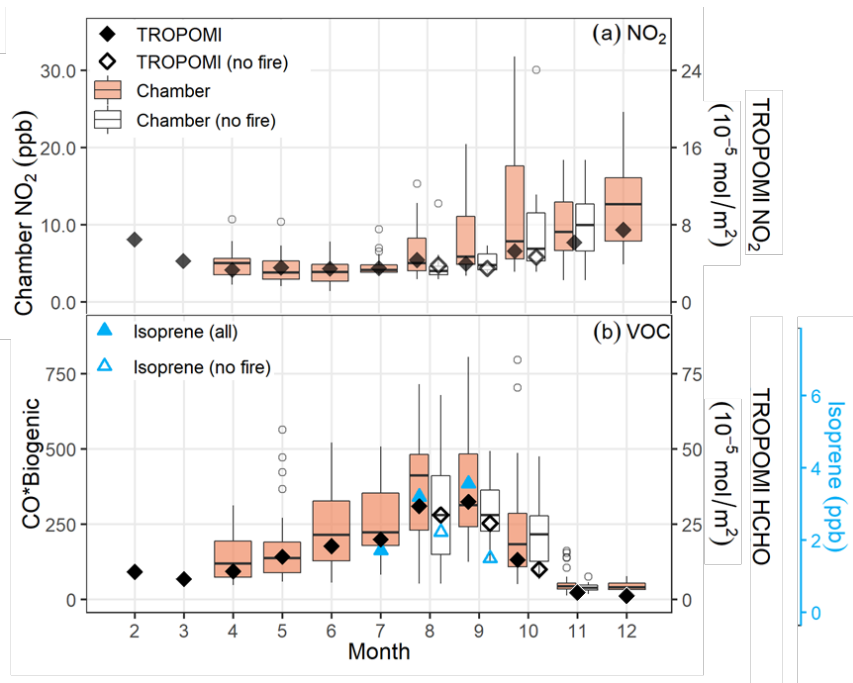 (a) NO₂
TROPOMI
TROPOMI (no fire)
Chamber
Chamber (no fire)
Chamber NO₂ (ppb)
30.0
20.0
10.0
0.0
24
16
8
0
TROPOMI NO₂
(10⁻⁵ mol/m²)
(b) VOC
Isoprene (all)
Isoprene (no fire)
CO*Biogenic
750
500
250
0
75
50
25
0
TROPOMI HCHO
(10⁻⁵ mol/m²)
6
4
2
0
Isoprene (ppb)
2 3 4 5 6 7 8 9 10 11 12
Month